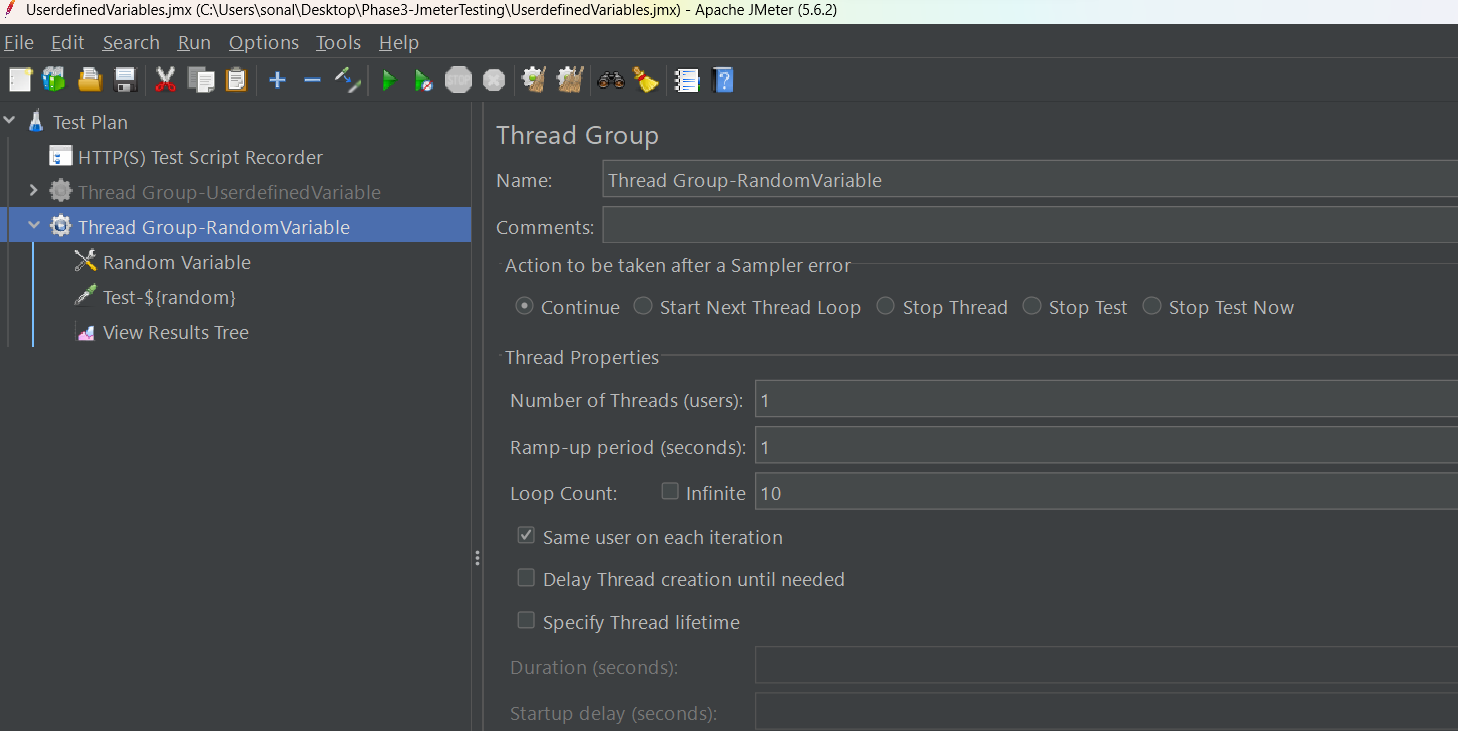 UserdefinedVariables.jmx (C:\Users\sonal\Desktop\Phase3-JmeterTesting\UserdefinedVariables.jmx) - Apache JMeter (5.6.2)
File Edit Search Run Options Tools Help
STOP
Test Plan
HTTP(S) Test Script Recorder
Thread Group-UserdefinedVariable
Thread Group-RandomVariable
Random Variable
Test-${random}
View Results Tree
Thread Group
Name: Thread Group-RandomVariable
Comments:
Action to be taken after a Sampler error
Continue Start Next Thread Loop Stop Thread Stop Test Stop Test Now
Thread Properties
Number of Threads (users): 1
Ramp-up period (seconds): 1
Loop Count: Infinite 10
Same user on each iteration
Delay Thread creation until needed
Specify Thread lifetime
Duration (seconds):
Startup delay (seconds):